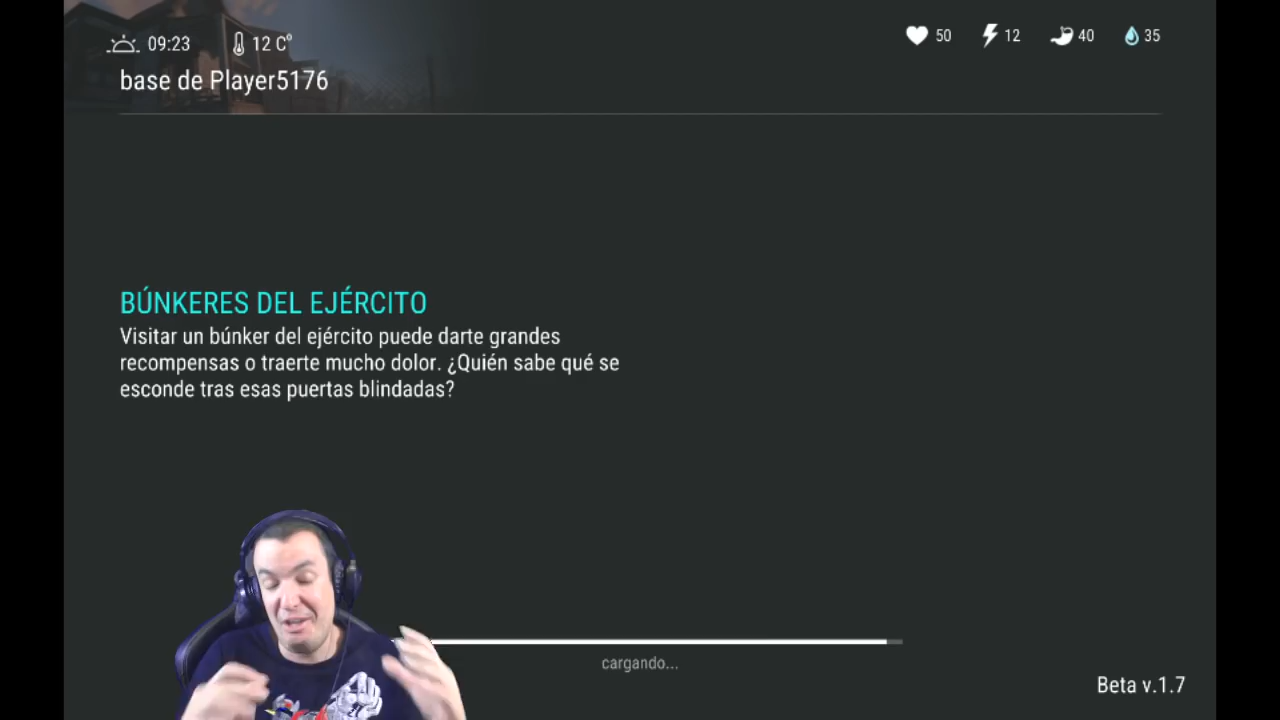 09:23 12 C° 50 12 40 35
base de Player5176
BÚNKERES DEL EJÉRCITO
Visitar un búnker del ejército puede darte grandes
recompensas o traerte mucho dolor. ¿Quién sabe qué se
esconde tras esas puertas blindadas?
cargando...
Beta v.1.7